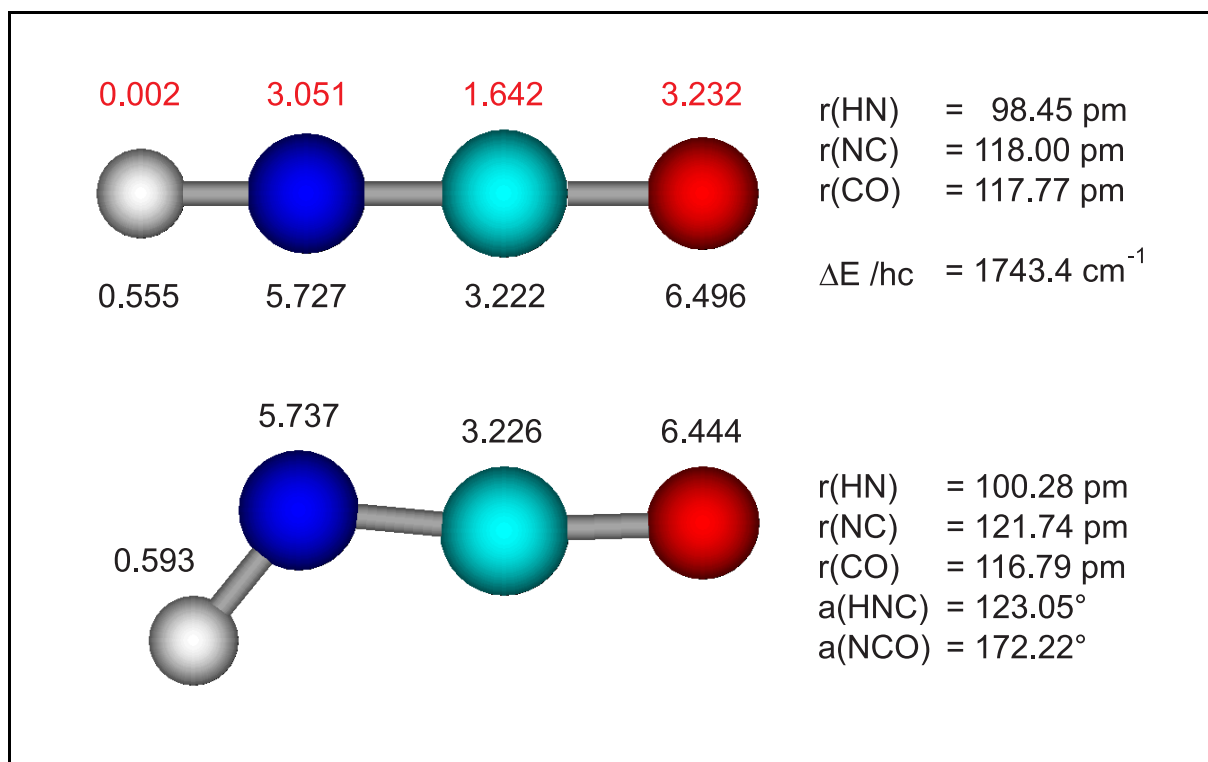 0.002 3.051 1.642 3.232
0.555 5.727 3.222 6.496
r(HN) = 98.45 pm
r(NC) = 118.00 pm
r(CO) = 117.77 pm
ΔE /hc = 1743.4 cm⁻¹
5.737 3.226 6.444
0.593
r(HN) = 100.28 pm
r(NC) = 121.74 pm
r(CO) = 116.79 pm
a(HNC) = 123.05°
a(NCO) = 172.22°